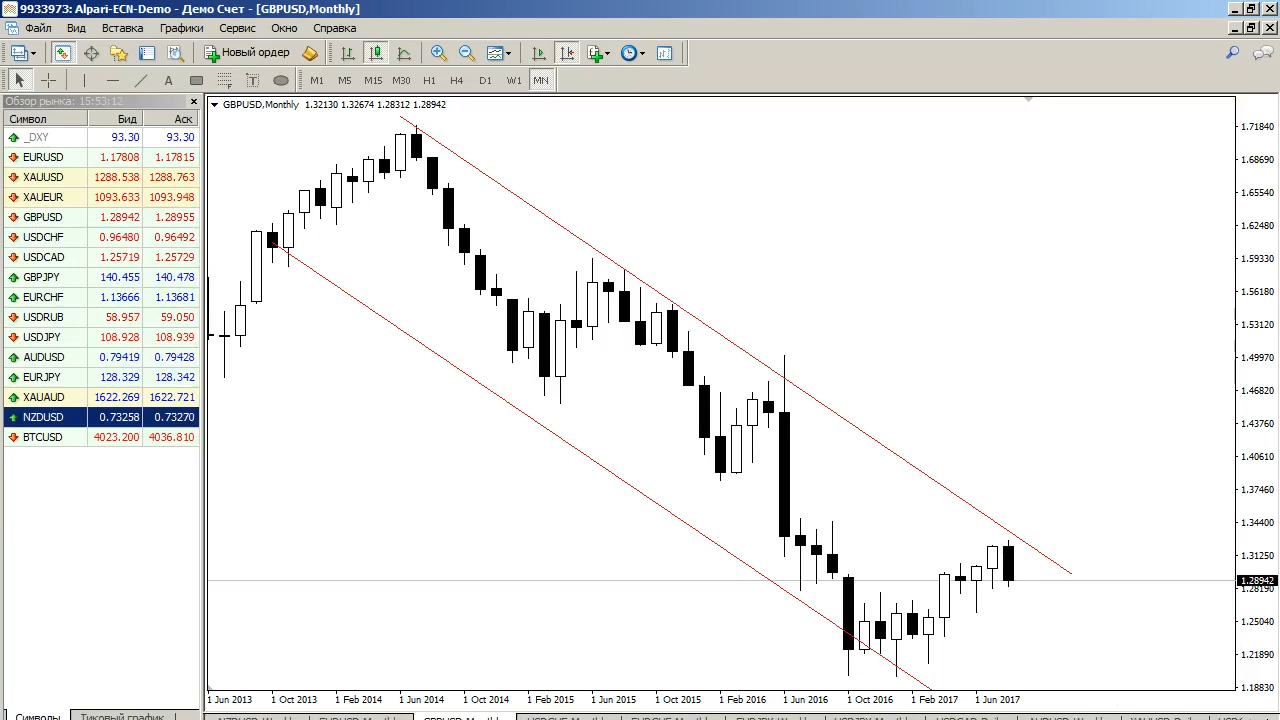 9933973: Alpari-ECN-Demo - Демо Счет - [GBPUSD,Monthly]
Файл Вид Вставка Графики Сервис Окно Справка
Новый ордер
A T M1 M5 M15 M30 H1 H4 D1 W1 MN
Обзор рынка: 15:53:12
Символ Бид Аск
_DXY 93.30 93.30
EURUSD 1.17808 1.17815
XAUUSD 1288.538 1288.763
XAUEUR 1093.633 1093.948
GBPUSD 1.28942 1.28955
USDCHF 0.96480 0.96492
USDCAD 1.25719 1.25729
GBPJPY 140.455 140.478
EURCHF 1.13666 1.13681
USDRUB 58.957 59.050
USDJPY 108.928 108.939
AUDUSD 0.79419 0.79428
EURJPY 128.329 128.342
XAUAUD 1622.269 1622.721
NZDUSD 0.73258 0.73270
BTCUSD 4023.200 4036.810
Символы Тиковый график
GBPUSD,Monthly 1.32130 1.32674 1.28312 1.28942
1.71840
1.68669
1.65540
1.62480
1.59330
1.56180
1.53120
1.49970
1.46820
1.43760
1.40610
1.37460
1.34400
1.31250
1.28942
1.28190
1.25040
1.21890
1.18830
1 Jun 2013 1 Oct 2013 1 Feb 2014 1 Jun 2014 1 Oct 2014 1 Feb 2015 1 Jun 2015 1 Oct 2015 1 Feb 2016 1 Jun 2016 1 Oct 2016 1 Feb 2017 1 Jun 2017